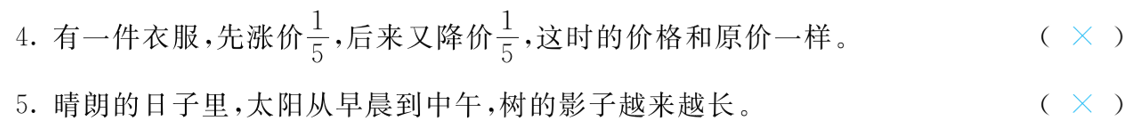 4. 有一件衣服,先涨价1/5,后来又降价1/5,这时的价格和原价一样。 ( × )
5. 晴朗的日子里,太阳从早晨到中午,树的影子越来越长。 ( × )